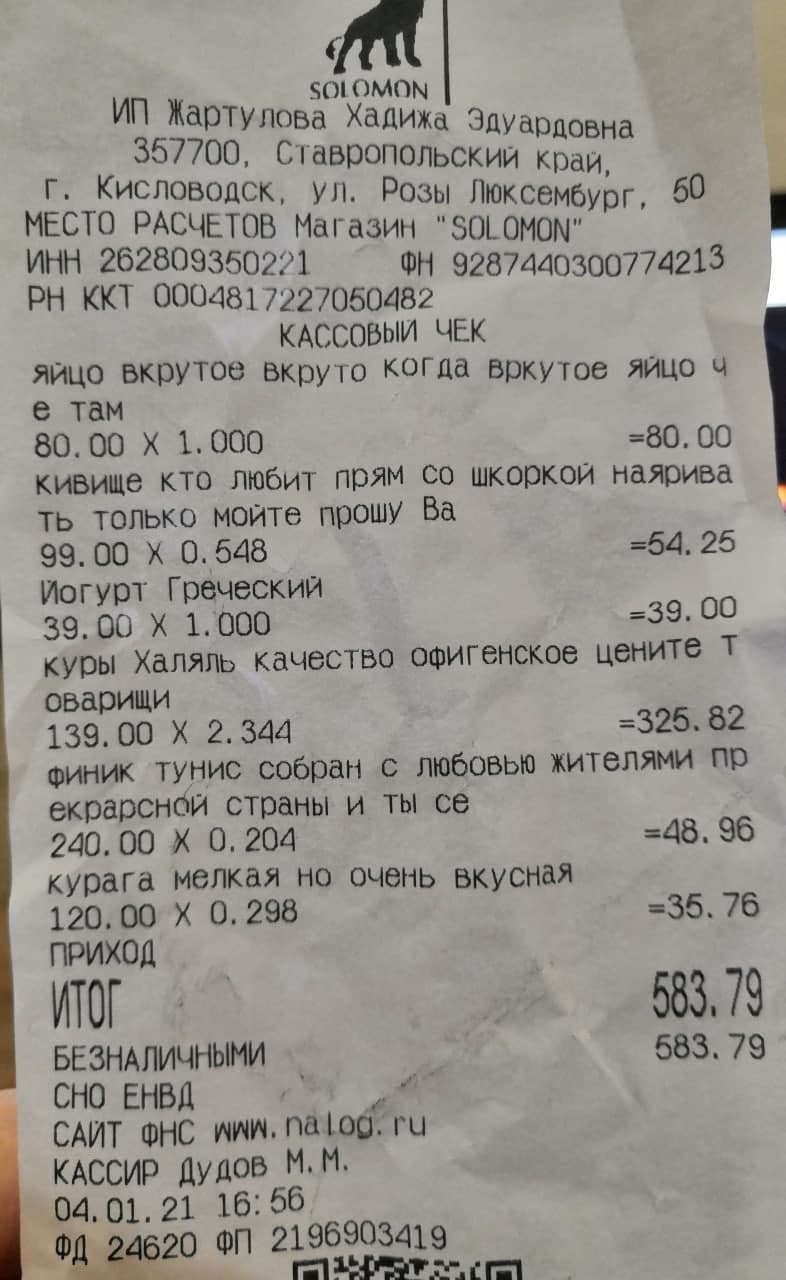 SOLOMON
ИП Жартулова Хадижа Эдуардовна
357700, Ставропольский край,
г. Кисловодск, ул. Розы Люксембург, 50
МЕСТО РАСЧЕТОВ Магазин "SOLOMON"
ИНН 262809350221 ФН 9287440300774213
РН ККТ 0004817227050482
КАССОВЫЙ ЧЕК
яйцо вкрутое вкруто когда вркутое яйцо ч
е там
80.00 X 1.000 =80.00
кивище кто любит прям со шкоркой наярива
ть только мойте прошу Ва
99.00 X 0.548 =54.25
Йогурт Греческий
39.00 X 1.000 =39.00
куры Халяль качество офигенское цените т
оварищи
139.00 X 2.344 =325.82
финик тунис собран с любовью жителями пр
екрарсной страны и ты се
240.00 X 0.204 =48.96
курага мелкая но очень вкусная
120.00 X 0.298 =35.76
ПРИХОД
ИТОГ 583.79
БЕЗНАЛИЧНЫМИ 583.79
СНО ЕНВД
САЙТ ФНС www.nalog.ru
КАССИР Дудов М.М.
04.01.21 16:56
ФД 24620 ФП 2196903419